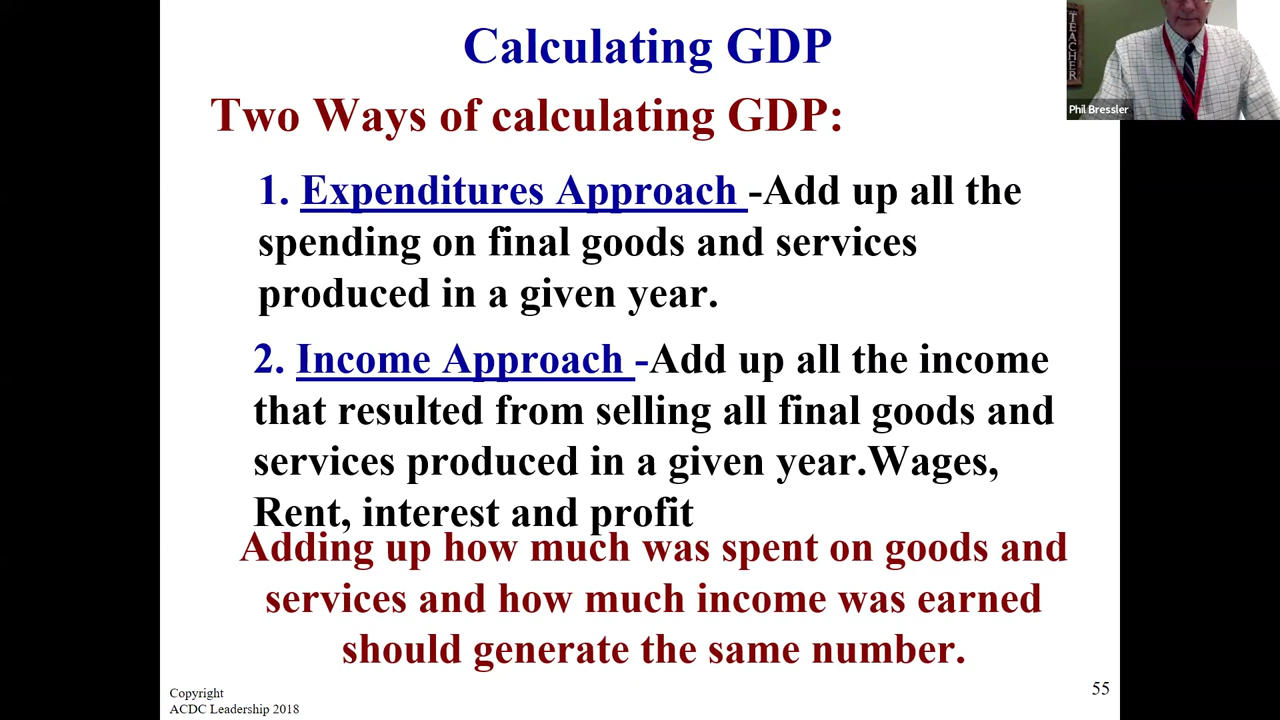 Calculating GDP
Two Ways of calculating GDP:
1. Expenditures Approach -Add up all the
spending on final goods and services
produced in a given year.
2. Income Approach -Add up all the income
that resulted from selling all final goods and
services produced in a given year.Wages,
Rent, interest and profit
Adding up how much was spent on goods and
services and how much income was earned
should generate the same number.
Copyright
ACDC Leadership 2018
55
TEACHER
Phil Bressler